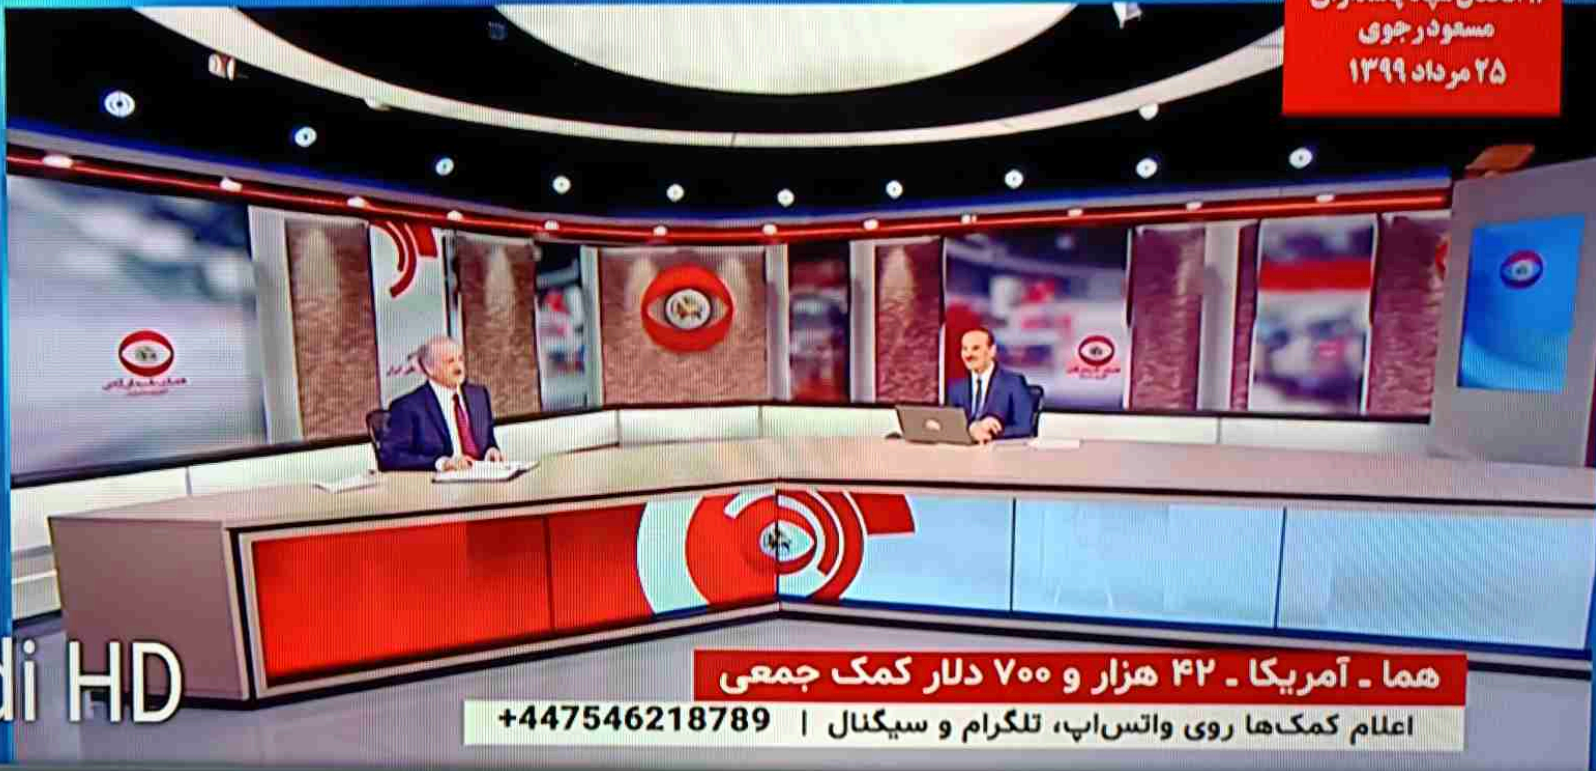 مسعود رجوی
۲۵ مرداد ۱۳۹۹
هما ـ آمریکا ـ ۴۲ هزار و ۷۰۰ دلار کمک جمعی
اعلام کمک‌ها روی واتس‌اپ، تلگرام و سیگنال | +447546218789
di HD